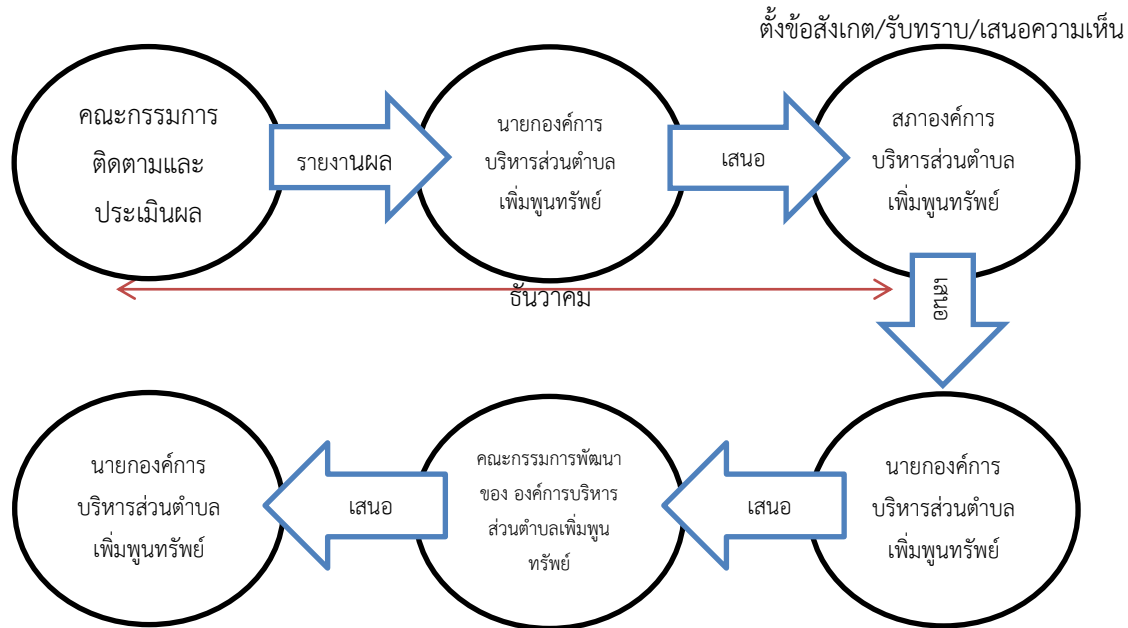 ตั้งข้อสังเกต/รับทราบ/เสนอความเห็น
คณะกรรมการ
ติดตามและ
ประเมินผล
รายงานผล
นายกองค์การ
บริหารส่วนตำบล
เพิ่มพูนทรัพย์
เสนอ
สภาองค์การ
บริหารส่วนตำบล
เพิ่มพูนทรัพย์
ธันวาคม
เสนอ
นายกองค์การ
บริหารส่วนตำบล
เพิ่มพูนทรัพย์
เสนอ
คณะกรรมการพัฒนา
ของ องค์การบริหาร
ส่วนตำบลเพิ่มพูน
ทรัพย์
เสนอ
นายกองค์การ
บริหารส่วนตำบล
เพิ่มพูนทรัพย์